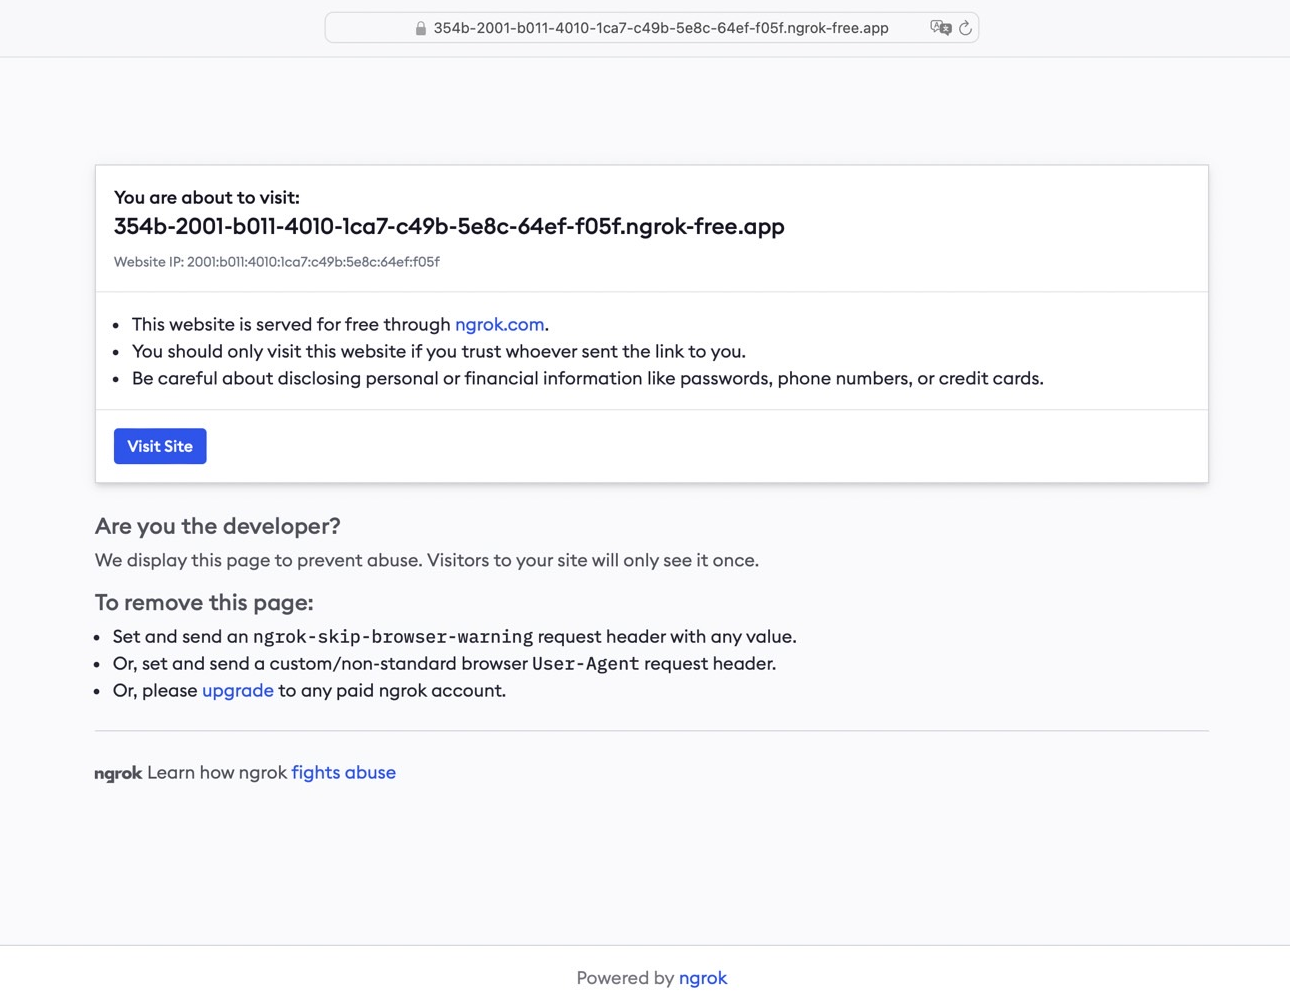 354b-2001-b011-4010-1ca7-c49b-5e8c-64ef-f05f.ngrok-free.app
You are about to visit:
354b-2001-b011-4010-1ca7-c49b-5e8c-64ef-f05f.ngrok-free.app
Website IP: 2001:b011:4010:1ca7:c49b:5e8c:64ef:f05f
• This website is served for free through ngrok.com.
• You should only visit this website if you trust whoever sent the link to you.
• Be careful about disclosing personal or financial information like passwords, phone numbers, or credit cards.
Visit Site
Are you the developer?
We display this page to prevent abuse. Visitors to your site will only see it once.
To remove this page:
• Set and send an ngrok-skip-browser-warning request header with any value.
• Or, set and send a custom/non-standard browser User-Agent request header.
• Or, please upgrade to any paid ngrok account.
ngrok Learn how ngrok fights abuse
Powered by ngrok